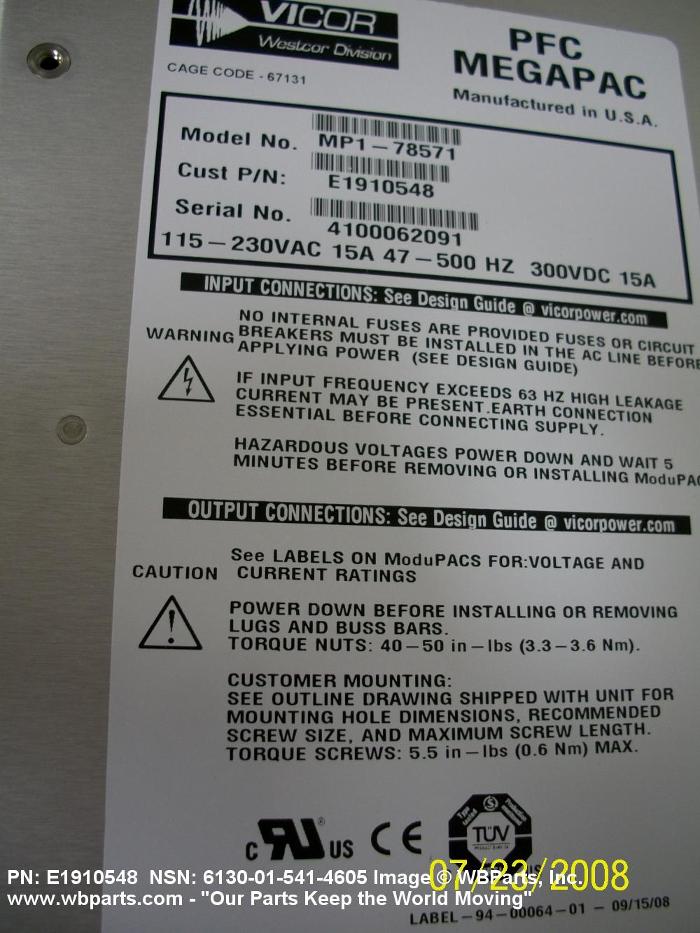 VICOR
Westcor Division
CAGE CODE - 67131
PFC
MEGAPAC
Manufactured in U.S.A.
Model No. MP1-78571
Cust P/N: E1910548
Serial No. 4100062091
115-230VAC 15A 47-500 HZ 300VDC 15A
INPUT CONNECTIONS: See Design Guide @ vicorpower.com
WARNING
NO INTERNAL FUSES ARE PROVIDED FUSES OR CIRCUIT
BREAKERS MUST BE INSTALLED IN THE AC LINE BEFORE
APPLYING POWER (SEE DESIGN GUIDE)
IF INPUT FREQUENCY EXCEEDS 63 HZ HIGH LEAKAGE
CURRENT MAY BE PRESENT.EARTH CONNECTION
ESSENTIAL BEFORE CONNECTING SUPPLY.
HAZARDOUS VOLTAGES POWER DOWN AND WAIT 5
MINUTES BEFORE REMOVING OR INSTALLING ModuPAC
OUTPUT CONNECTIONS: See Design Guide @ vicorpower.com
CAUTION
See LABELS ON ModuPACS FOR:VOLTAGE AND
CURRENT RATINGS
POWER DOWN BEFORE INSTALLING OR REMOVING
LUGS AND BUSS BARS.
TORQUE NUTS: 40-50 in-lbs (3.3-3.6 Nm).
CUSTOMER MOUNTING:
SEE OUTLINE DRAWING SHIPPED WITH UNIT FOR
MOUNTING HOLE DIMENSIONS, RECOMMENDED
SCREW SIZE, AND MAXIMUM SCREW LENGTH.
TORQUE SCREWS: 5.5 in-lbs (0.6 Nm) MAX.
c RU ® US CE TÜV
07/23/2008
PN: E1910548 NSN: 6130-01-541-4605 Image © WBParts, Inc.
www.wbparts.com - "Our Parts Keep the World Moving"
LABEL-94-00064-01 - 09/15/08